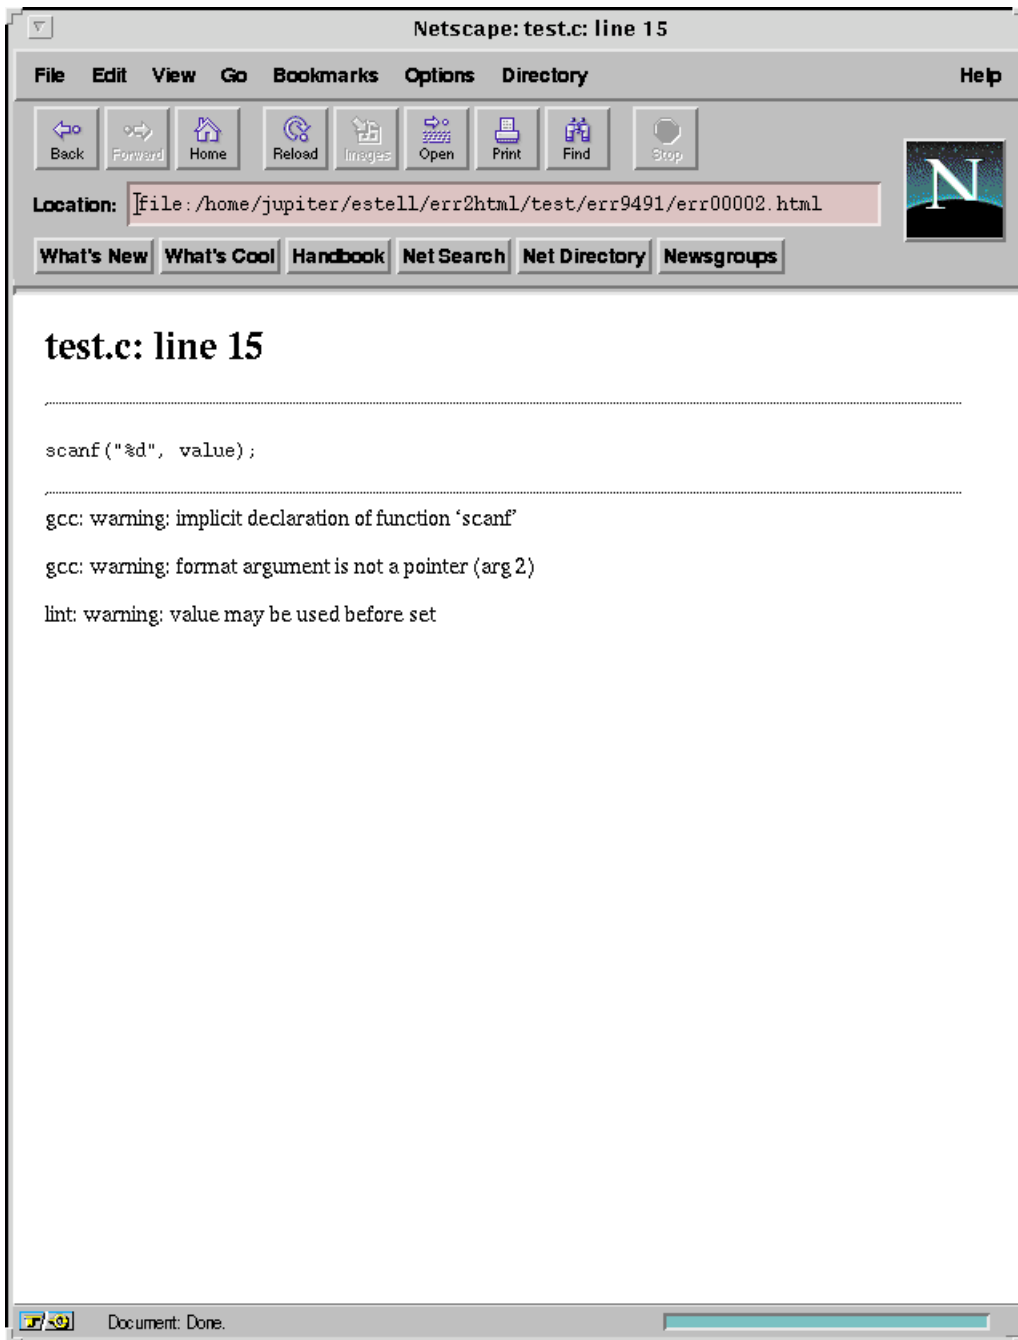 Netscape: test.c: line 15
File Edit View Go Bookmarks Options Directory Help
Back Forward Home Reload Images Open Print Find Stop
N
Location: file:/home/jupiter/estell/err2html/test/err9491/err00002.html
What's New What's Cool Handbook Net Search Net Directory Newsgroups
test.c: line 15
scanf("%d", value);
gcc: warning: implicit declaration of function ‘scanf’
gcc: warning: format argument is not a pointer (arg 2)
lint: warning: value may be used before set
Document: Done.